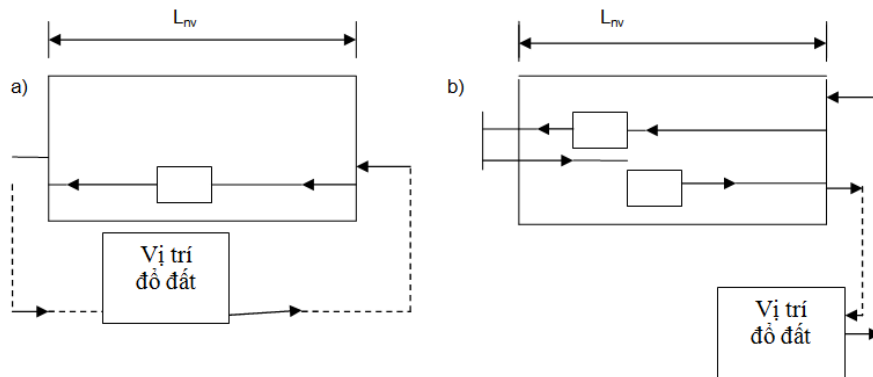 Lnv
Lnv
a)
b)
Vị trí
đổ đất
Vị trí
đổ đất